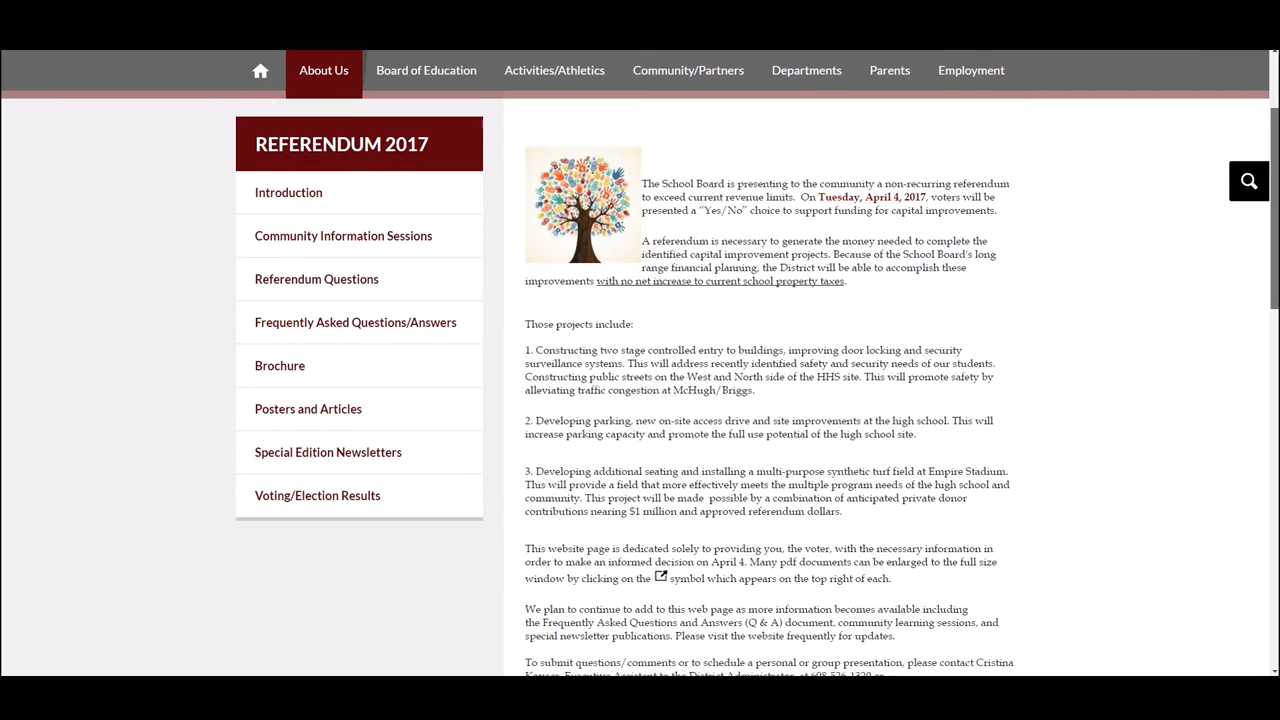 About Us
Board of Education
Activities/Athletics
Community/Partners
Departments
Parents
Employment
REFERENDUM 2017
Introduction
Community Information Sessions
Referendum Questions
Frequently Asked Questions/Answers
Brochure
Posters and Articles
Special Edition Newsletters
Voting/Election Results
The School Board is presenting to the community a non-recurring referendum
to exceed current revenue limits. On Tuesday, April 4, 2017, voters will be
presented a "Yes/No" choice to support funding for capital improvements.
A referendum is necessary to generate the money needed to complete the
identified capital improvement projects. Because of the School Board's long
range financial planning, the District will be able to accomplish these
improvements with no net increase to current school property taxes.
Those projects include:
1. Constructing two stage controlled entry to buildings, improving door locking and security
surveillance systems. This will address recently identified safety and security needs of our students.
Constructing public streets on the West and North side of the HHS site. This will promote safety by
alleviating traffic congestion at McHugh/Briggs.
2. Developing parking, new on-site access drive and site improvements at the high school. This will
increase parking capacity and promote the full use potential of the high school site.
3. Developing additional seating and installing a multi-purpose synthetic turf field at Empire Stadium.
This will provide a field that more effectively meets the multiple program needs of the high school and
community. This project will be made possible by a combination of anticipated private donor
contributions nearing $1 million and approved referendum dollars.
This website page is dedicated solely to providing you, the voter, with the necessary information in
order to make an informed decision on April 4. Many pdf documents can be enlarged to the full size
window by clicking on the symbol which appears on the top right of each.
We plan to continue to add to this web page as more information becomes available including
the Frequently Asked Questions and Answers (Q & A) document, community learning sessions, and
special newsletter publications. Please visit the website frequently for updates.
To submit questions/comments or to schedule a personal or group presentation, please contact Cristina
Executive Assistant to the District Administrator, at